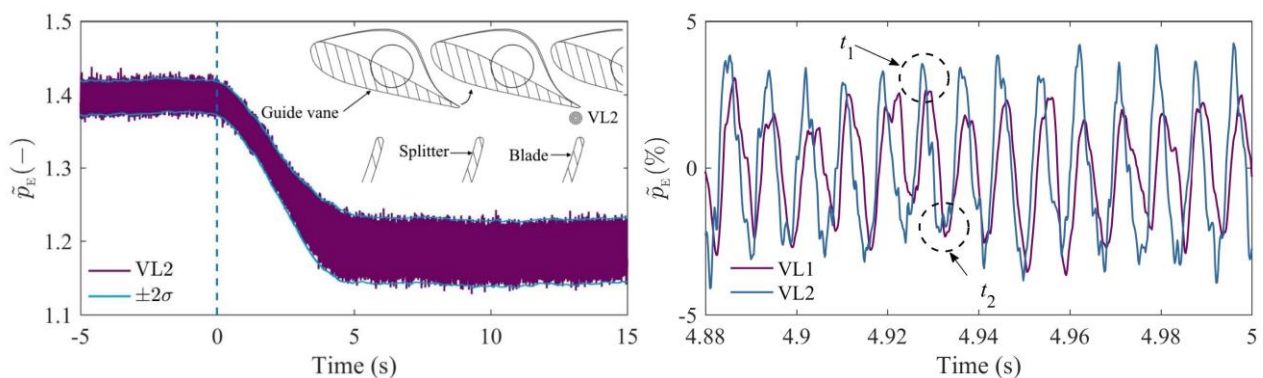 1.5
1.4
1.3
1.2
1.1
p̃E (−)
-5
0
5
10
15
Time (s)
Guide vane
VL2
Splitter
Blade
VL2
±2σ
5
0
-5
p̃E (%)
4.88
4.9
4.92
4.94
4.96
4.98
5
Time (s)
t1
t2
VL1
VL2